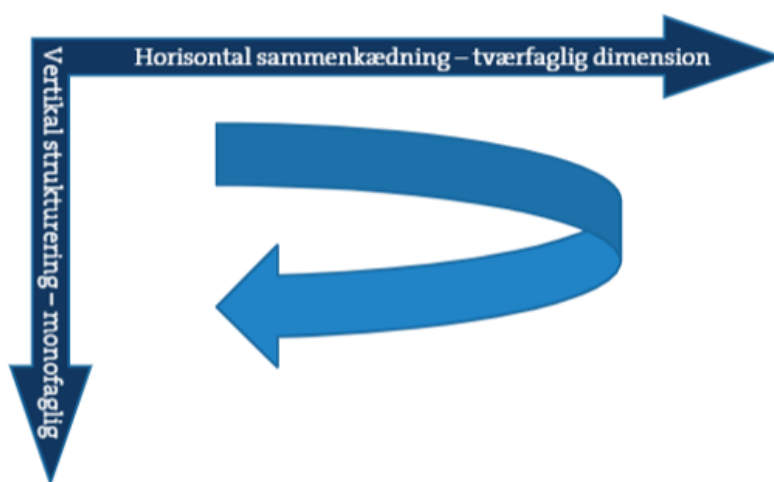 Horisontal sammenkædning – tværfaglig dimension
Vertikal strukturering – monofaglig